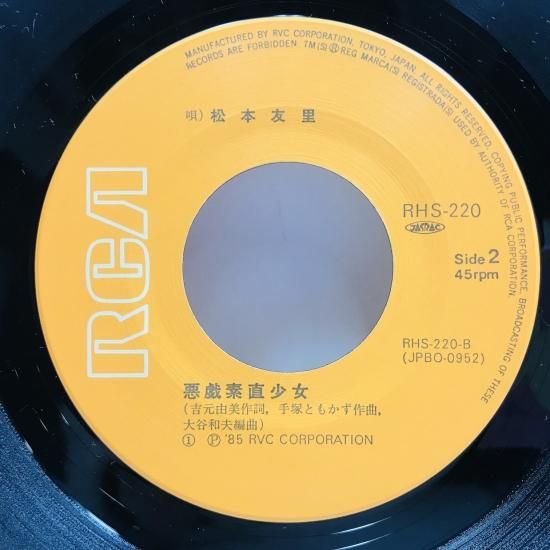 MANUFACTURED BY RVC CORPORATION, TOKYO, JAPAN. ALL RIGHTS RESERVED, COPYING PUBLIC PERFORMANCE, BROADCASTING OF THESE
RECORDS ARE FORBIDDEN TM(S)®REG MARCA(S) REGISTRADA(S) USED BY AUTHORITY OF RCA CORPORATION.
唄) 松本友里
RCA
RHS-220
JASRAC
Side 2
45rpm
RHS-220-B
(JPBO-0952)
悪戯素直少女
(吉元由美作詞, 手塚ともかず作曲,
大谷和夫編曲)
① Ⓟ '85 RVC CORPORATION